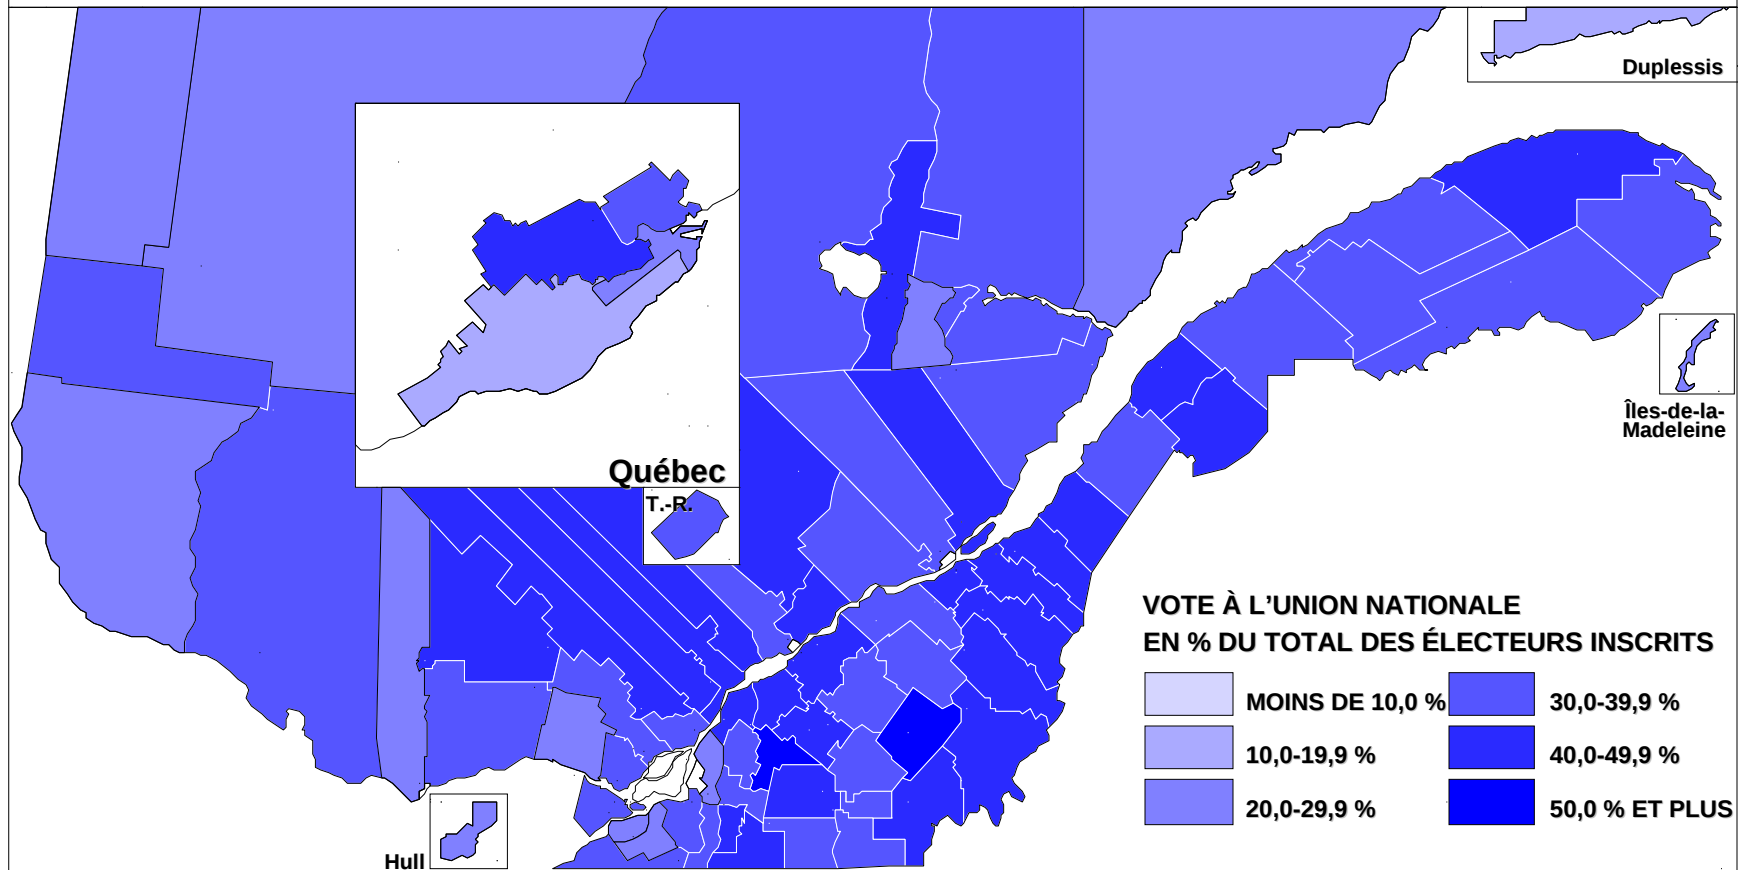 Duplessis
Îles-de-la-
Madeleine
Québec
T.-R.
VOTE À L'UNION NATIONALE
EN % DU TOTAL DES ÉLECTEURS INSCRITS
MOINS DE 10,0 %
30,0-39,9 %
10,0-19,9 %
40,0-49,9 %
20,0-29,9 %
50,0 % ET PLUS
Hull